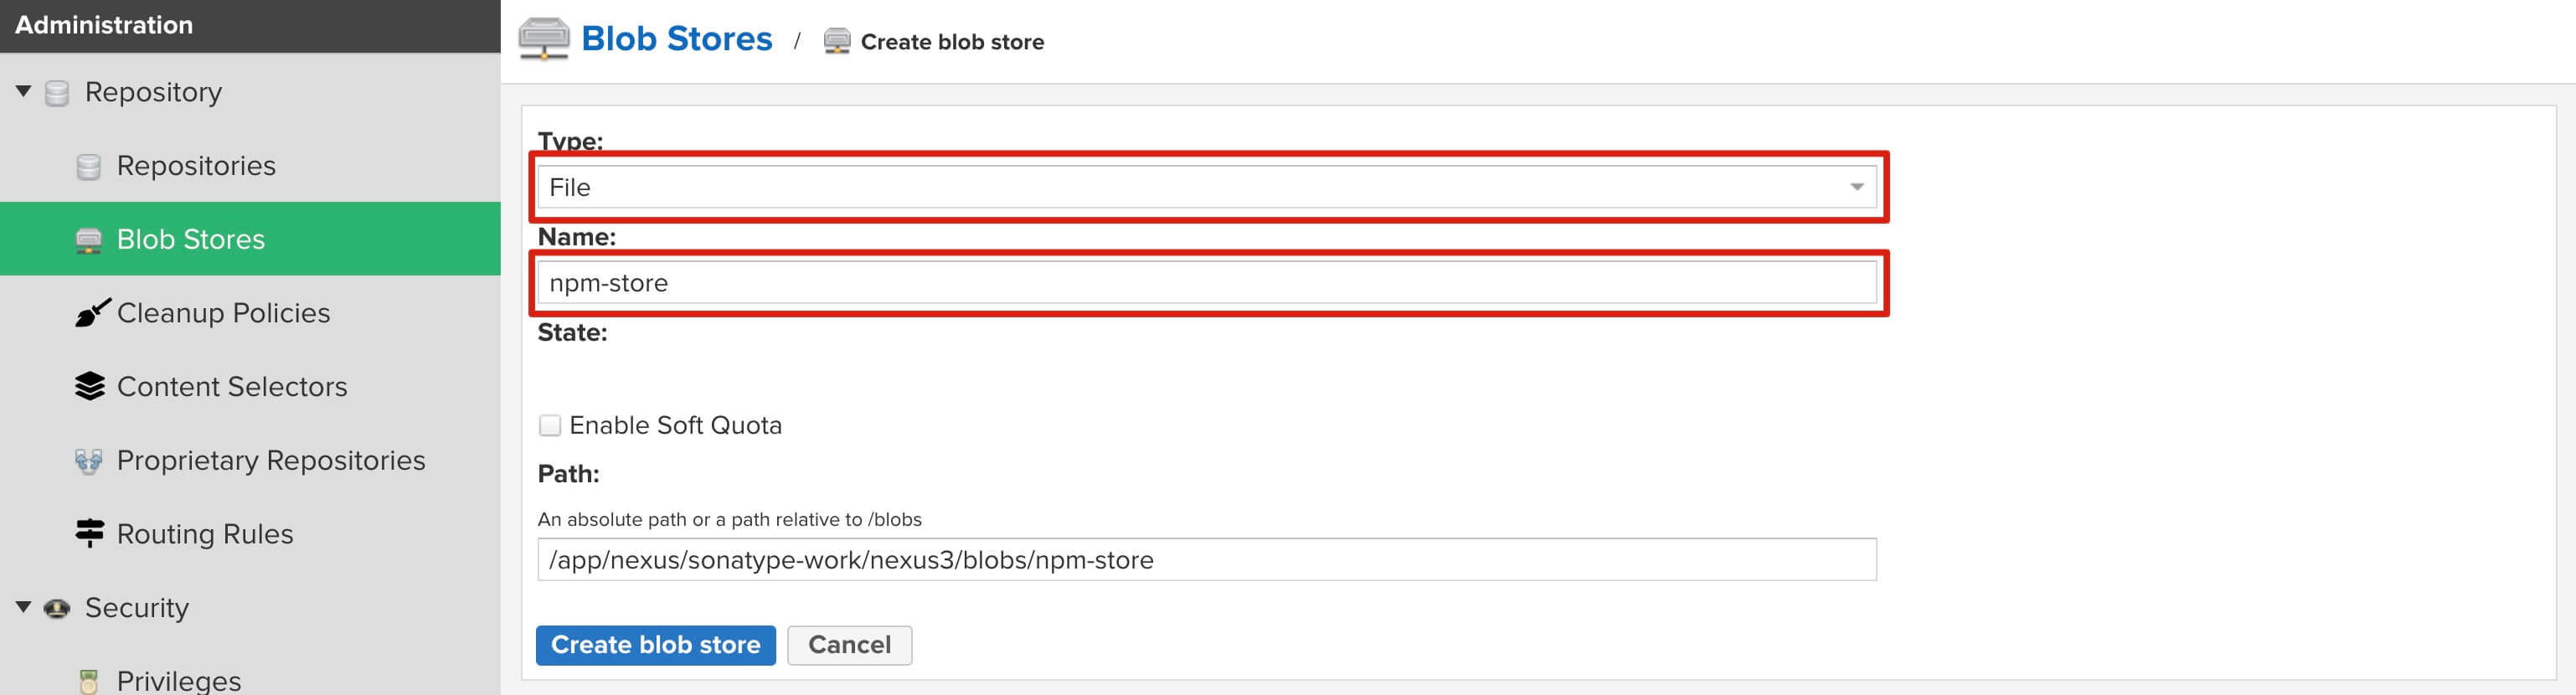 Administration
Repository
Repositories
Blob Stores
Cleanup Policies
Content Selectors
Proprietary Repositories
Routing Rules
Security
Privileges
Blob Stores / Create blob store
Type:
File
Name:
npm-store
State:
Enable Soft Quota
Path:
An absolute path or a path relative to /blobs
/app/nexus/sonatype-work/nexus3/blobs/npm-store
Create blob store Cancel